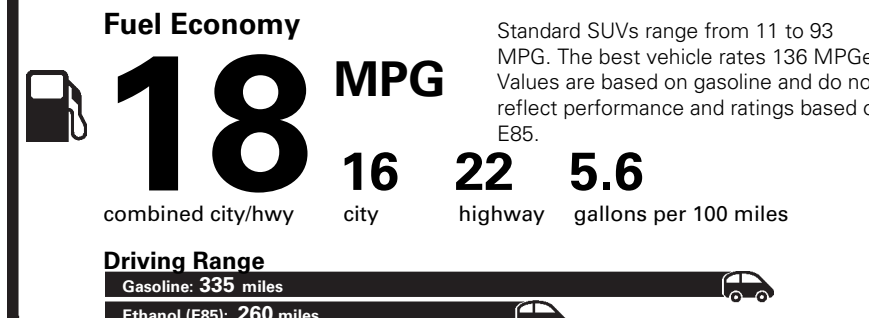 Fuel Economy
18 MPG
Standard SUVs range from 11 to 93
MPG. The best vehicle rates 136 MPGe
Values are based on gasoline and do no
reflect performance and ratings based o
E85.
16 22 5.6
combined city/hwy city highway gallons per 100 miles
Driving Range
Gasoline: 335 miles
Ethanol (E85): 260 miles